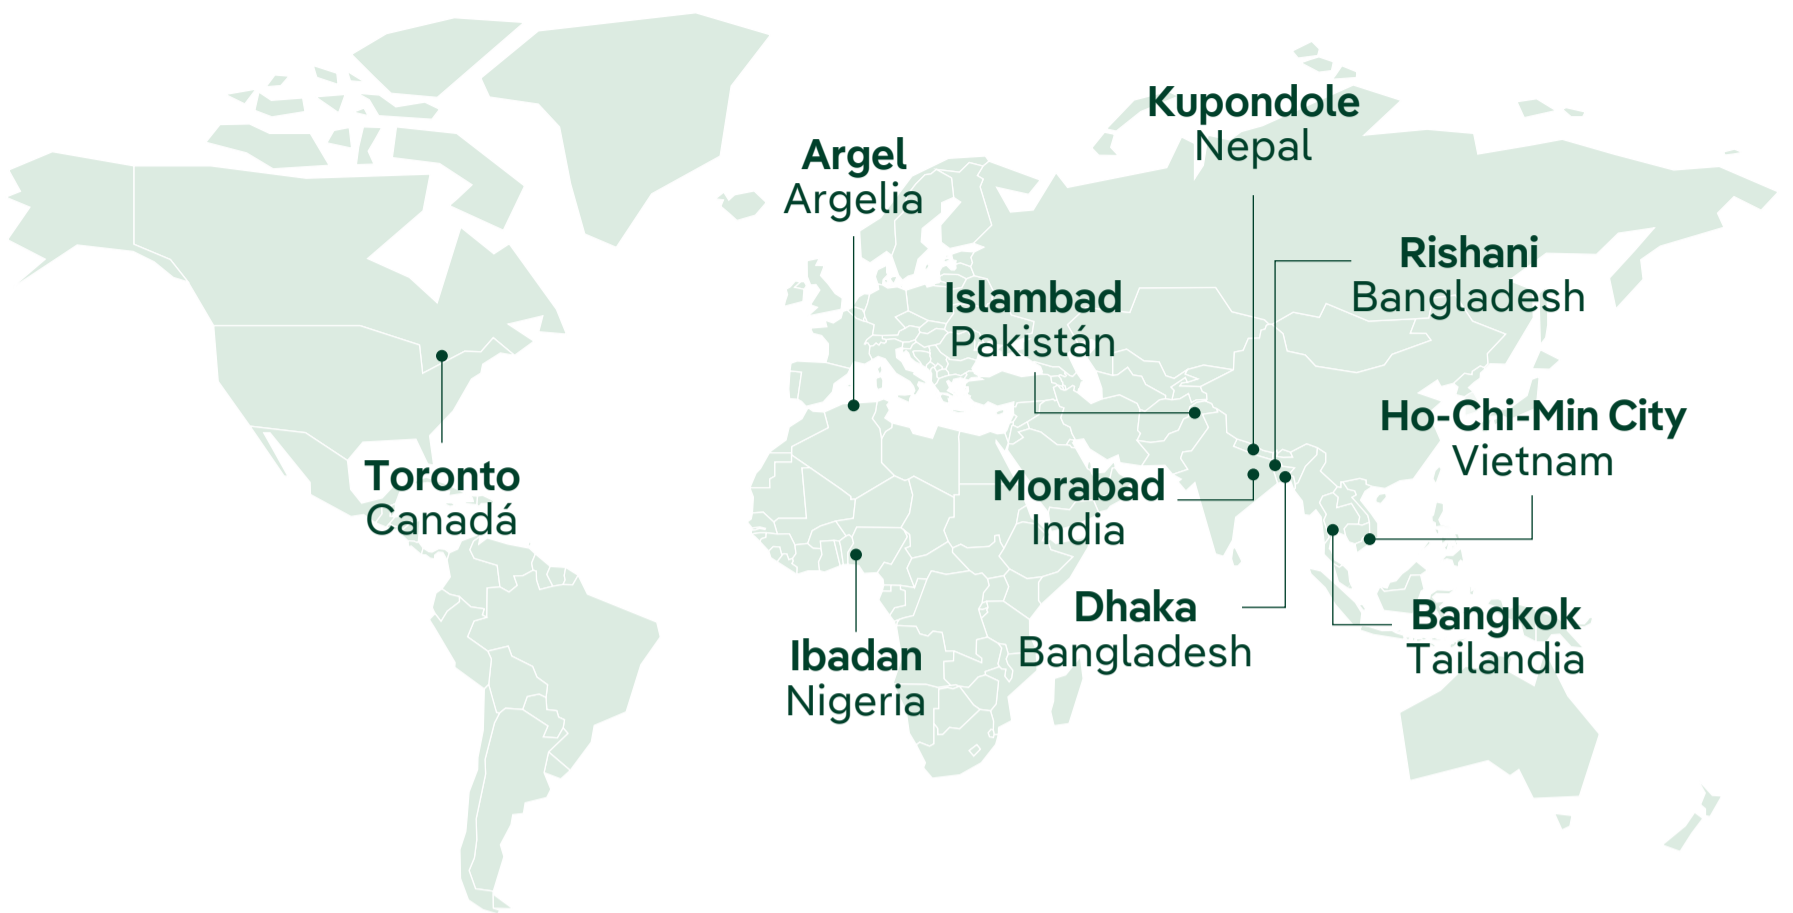 Kupondole
Nepal
Argel
Argelia
Rishani
Bangladesh
Islambad
Pakistán
Ho-Chi-Min City
Vietnam
Toronto
Canadá
Morabad
India
Dhaka
Bangladesh
Bangkok
Tailandia
Ibadan
Nigeria